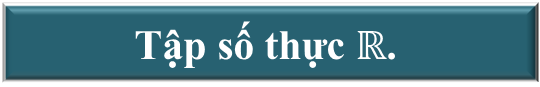 Tập số thực ℝ.